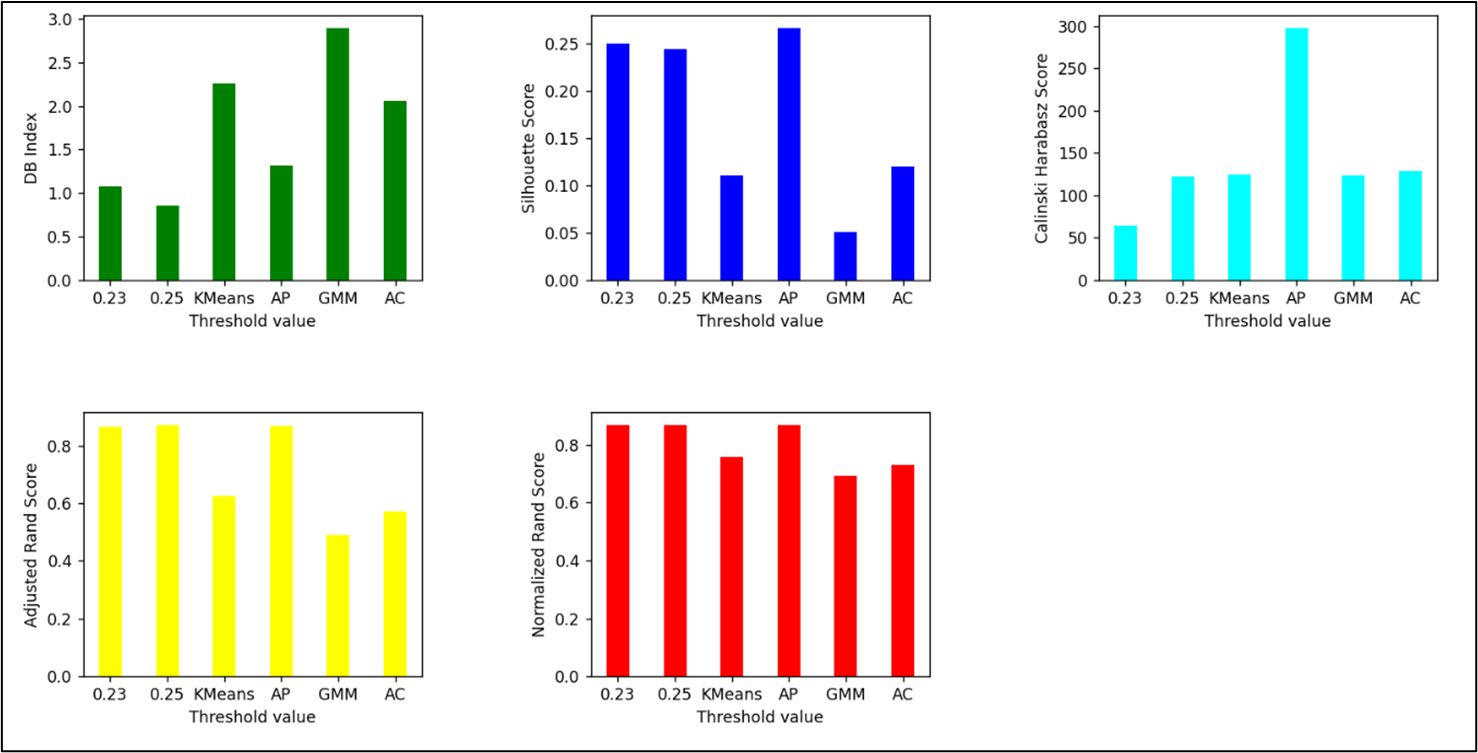 DB Index
3.0
2.5
2.0
1.5
1.0
0.5
0.0
0.23 0.25 KMeans AP GMM AC
Threshold value
Silhouette Score
0.25
0.20
0.15
0.10
0.05
0.00
0.23 0.25 KMeans AP GMM AC
Threshold value
Calinski Harabasz Score
300
250
200
150
100
50
0
0.23 0.25 KMeans AP GMM AC
Threshold value
Adjusted Rand Score
0.8
0.6
0.4
0.2
0.0
0.23 0.25 KMeans AP GMM AC
Threshold value
Normalized Rand Score
0.8
0.6
0.4
0.2
0.0
0.23 0.25 KMeans AP GMM AC
Threshold value